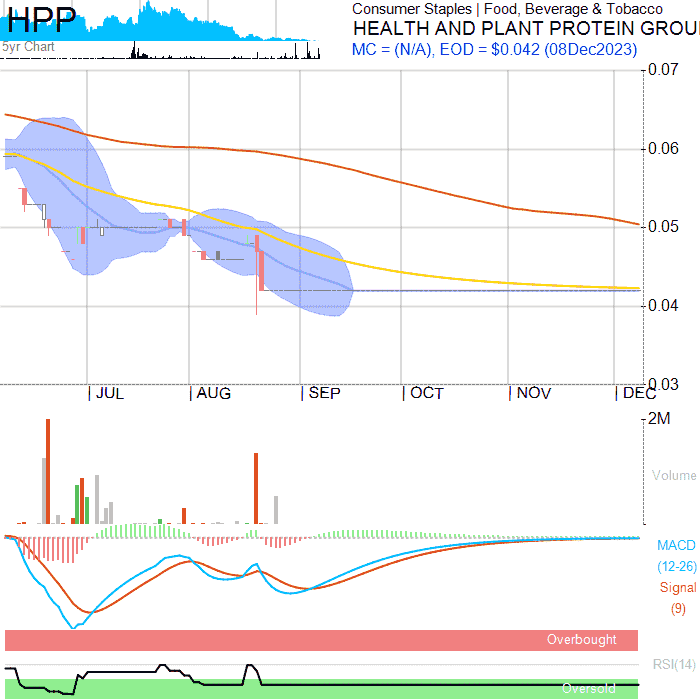 HPP
5yr Chart
Consumer Staples | Food, Beverage & Tobacco
HEALTH AND PLANT PROTEIN GROU
MC = (N/A), EOD = $0.042 (08Dec2023)
0.07
0.06
0.05
0.04
0.03
JUL
AUG
SEP
OCT
NOV
DEC
2M
Volume
MACD
(12-26)
Signal
(9)
Overbought
RSI(14)
Oversold